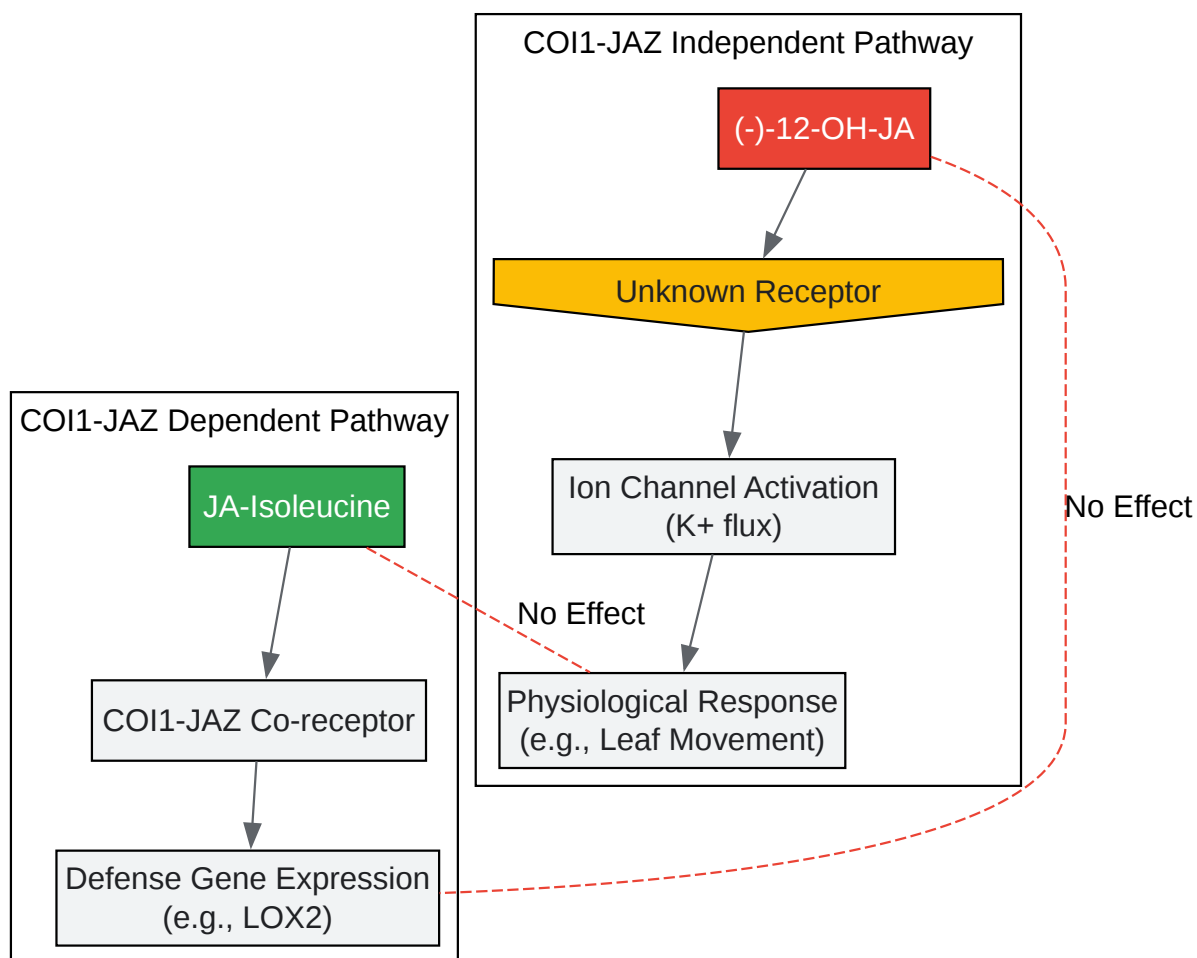 COI1-JAZ Independent Pathway
(-)-12-OH-JA
Unknown Receptor
Ion Channel Activation
(K+ flux)
No Effect
Physiological Response
(e.g., Leaf Movement)
COI1-JAZ Dependent Pathway
JA-Isoleucine
No Effect
COI1-JAZ Co-receptor
Defense Gene Expression
(e.g., LOX2)